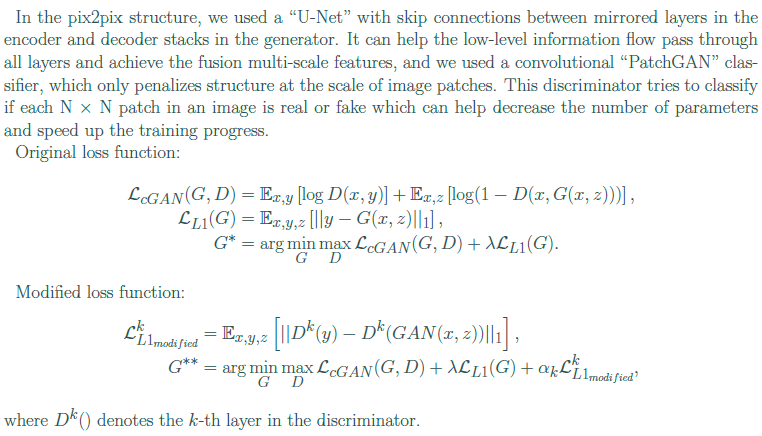 In the pix2pix structure, we used a “U-Net” with skip connections between mirrored layers in the
encoder and decoder stacks in the generator. It can help the low-level information flow pass through
all layers and achieve the fusion multi-scale features, and we used a convolutional “PatchGAN” clas-
sifier, which only penalizes structure at the scale of image patches. This discriminator tries to classify
if each N × N patch in an image is real or fake which can help decrease the number of parameters
and speed up the training progress.
Original loss function:
$\mathcal{L}_{cGAN}(G, D) = \mathbb{E}_{x,y}[\log D(x, y)] + \mathbb{E}_{x,z}[\log(1 - D(x, G(x, z)))],$
$\mathcal{L}_{L1}(G) = \mathbb{E}_{x,y,z}[||y - G(x, z)||_1],$
$G^* = \arg\min_G \max_D \mathcal{L}_{cGAN}(G, D) + \lambda\mathcal{L}_{L1}(G).$
Modified loss function:
$\mathcal{L}^k_{L1_{modified}} = \mathbb{E}_{x,y,z}\left[||D^k(y) - D^k(GAN(x, z))||_1\right],$
$G^{**} = \arg\min_G \max_D \mathcal{L}_{cGAN}(G, D) + \lambda\mathcal{L}_{L1}(G) + \alpha_k\mathcal{L}^k_{L1_{modified}},$
where $D^k()$ denotes the $k$-th layer in the discriminator.